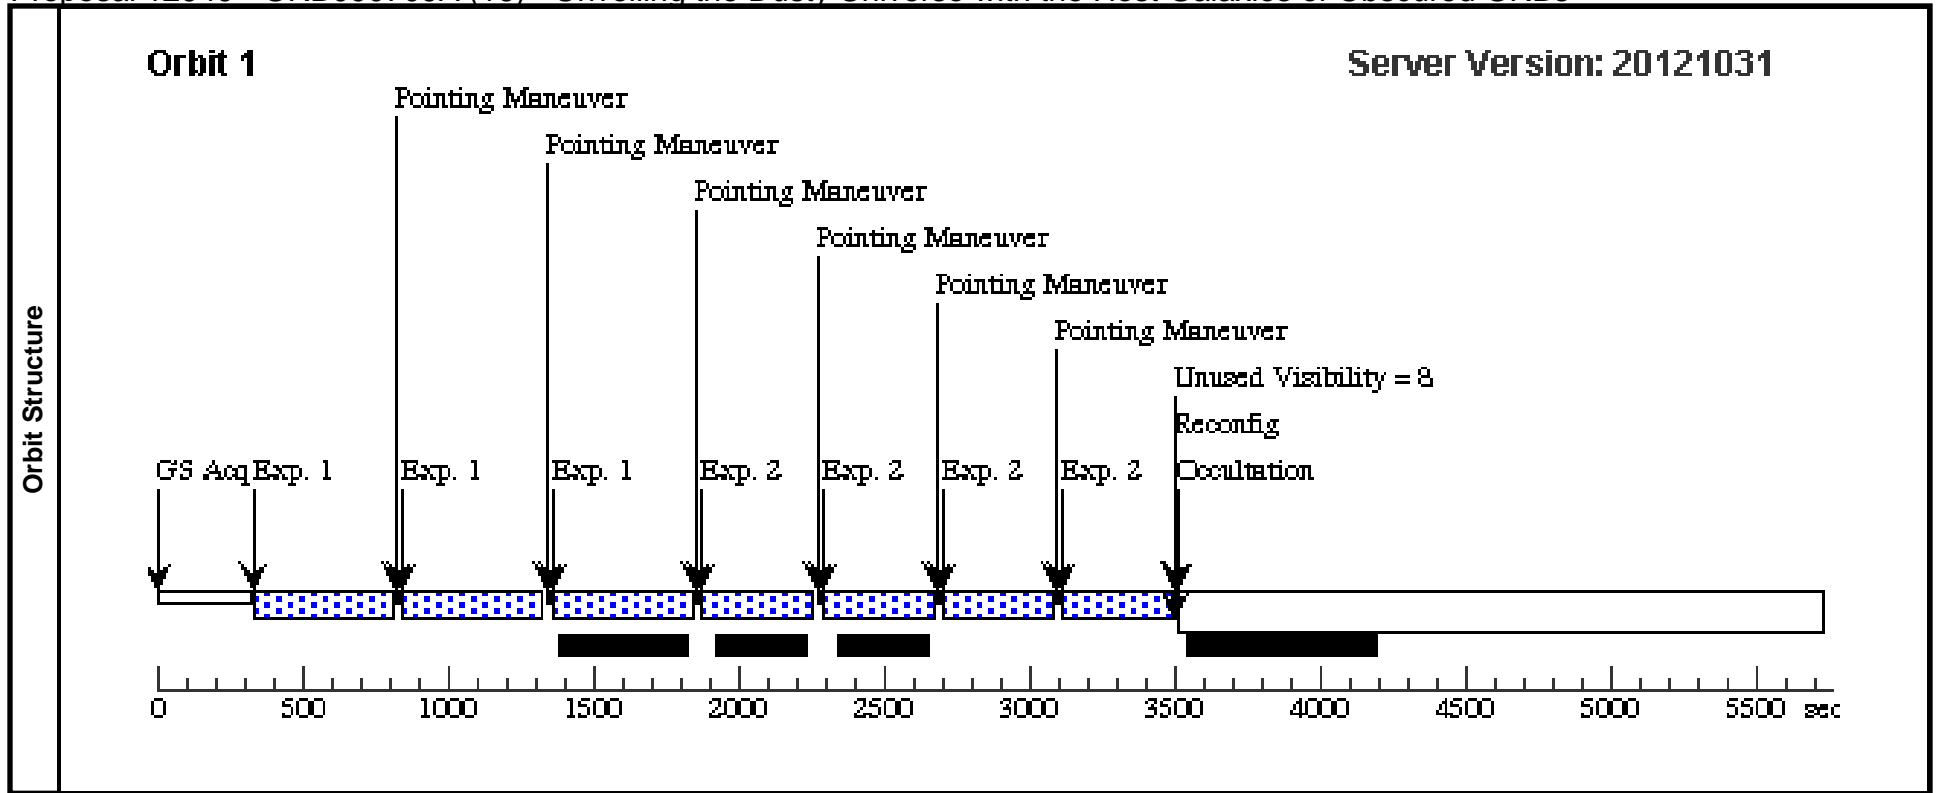 Orbit Structure
Orbit 1
Server Version: 20121031
Pointing Maneuver
Pointing Maneuver
Pointing Maneuver
Pointing Maneuver
Pointing Maneuver
Pointing Maneuver
Unused Visibility = 8
Reconfig
GS Acq Exp. 1 Exp. 1 Exp. 1 Exp. 2 Exp. 2 Exp. 2 Exp. 2 Occultation
0 500 1000 1500 2000 2500 3000 3500 4000 4500 5000 5500 sec